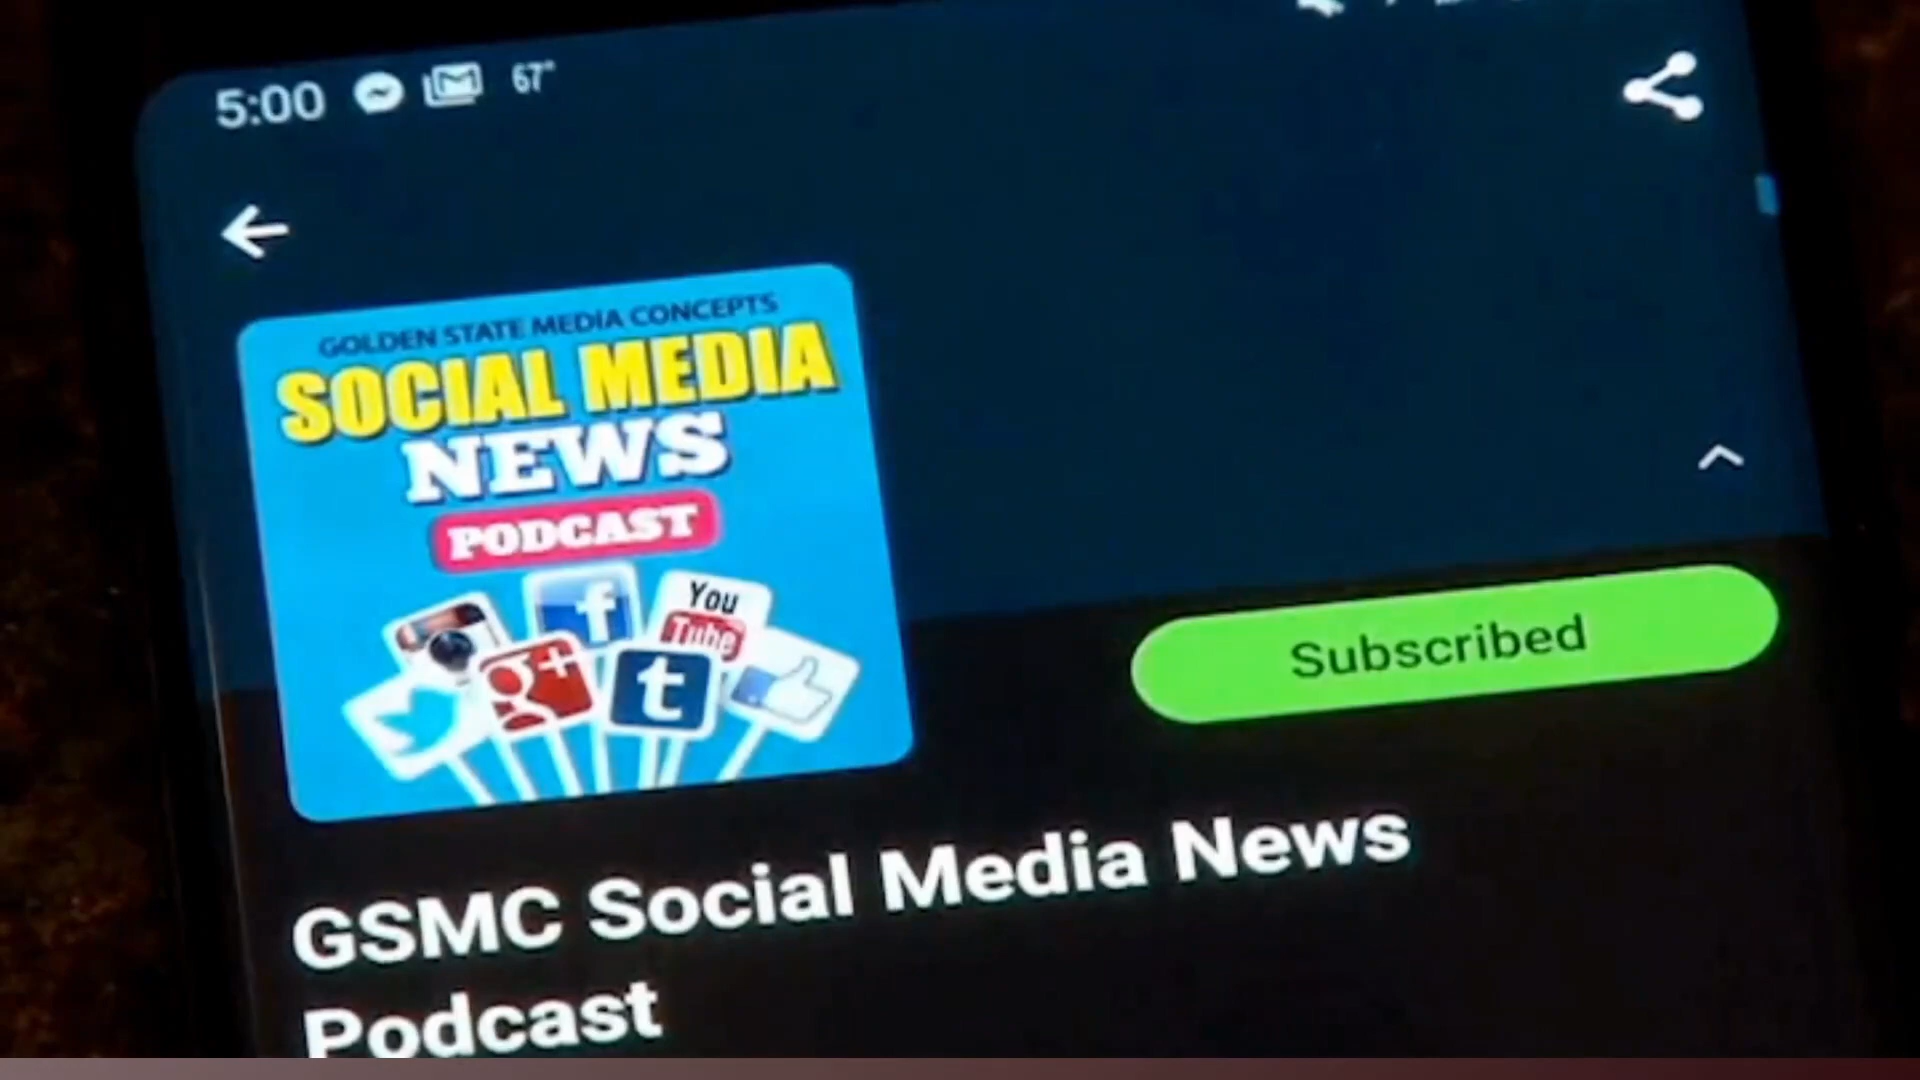 5:00 67°
GOLDEN STATE MEDIA CONCEPTS
SOCIAL MEDIA
NEWS
PODCAST
f
You
Tube
g+
t
Subscribed
GSMC Social Media News
Podcast